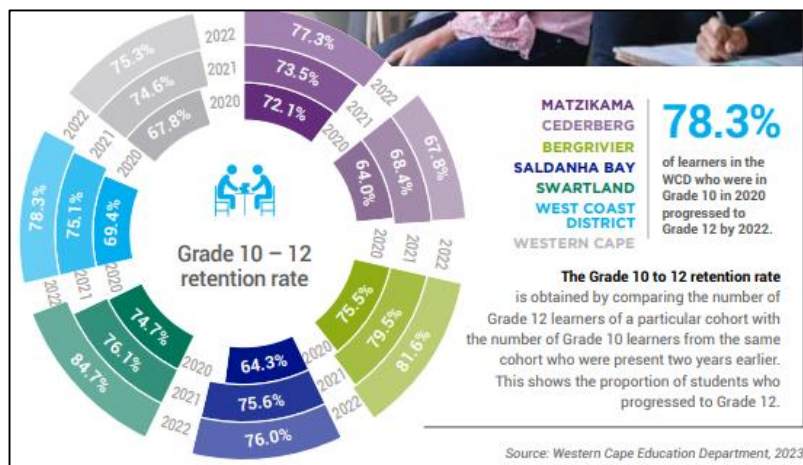 2022
77.3%
2021
73.5%
2020
72.1%
2022
67.8%
2021
68.4%
2020
64.0%
2022
81.6%
2021
79.5%
2020
75.5%
2022
76.0%
2021
75.6%
2020
64.3%
2022
84.7%
2021
76.1%
2020
74.7%
2022
78.3%
2021
75.1%
2020
69.4%
75.3%
74.6%
67.8%
Grade 10 – 12
retention rate
MATZIKAMA
CEDERBERG
BERGRIVIER
SALDANHA BAY
SWARTLAND
WEST COAST
DISTRICT
WESTERN CAPE
78.3%
of learners in the
WCD who were in
Grade 10 in 2020
progressed to
Grade 12 by 2022.
The Grade 10 to 12 retention rate
is obtained by comparing the number of
Grade 12 learners of a particular cohort with
the number of Grade 10 learners from the same
cohort who were present two years earlier.
This shows the proportion of students who
progressed to Grade 12.
Source: Western Cape Education Department, 2023